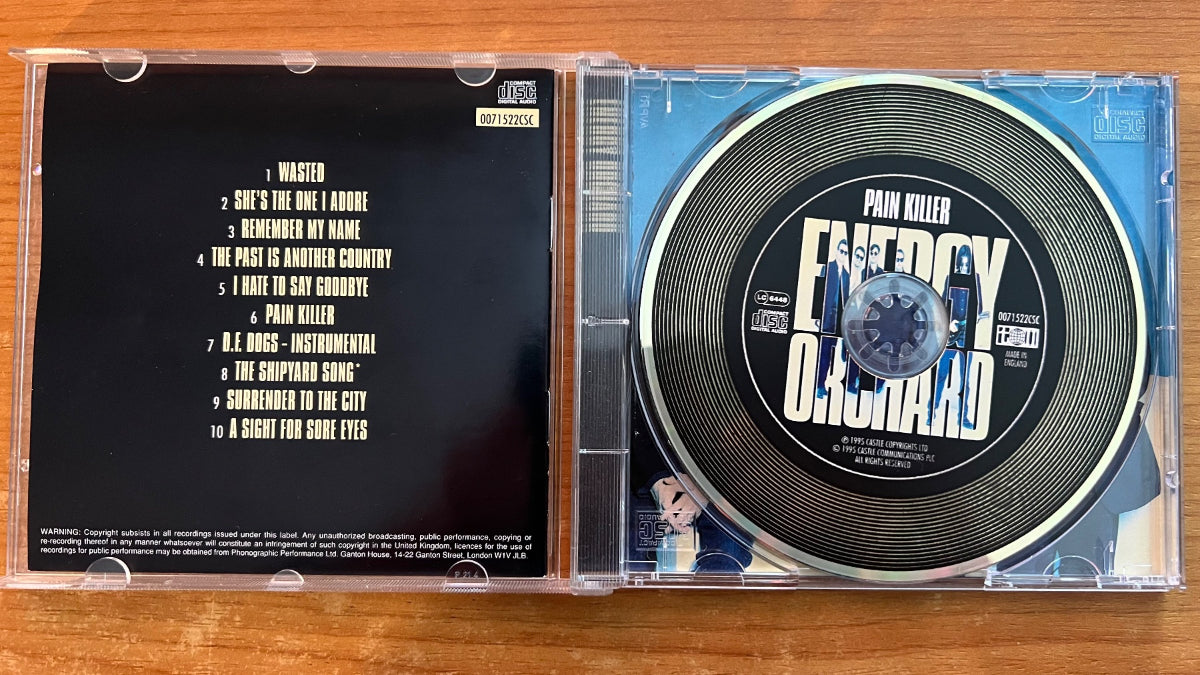 COMPACT
disc
DIGITAL AUDIO
0071522CSC
1 WASTED
2 SHE'S THE ONE I ADORE
3 REMEMBER MY NAME
4 THE PAST IS ANOTHER COUNTRY
5 I HATE TO SAY GOODBYE
6 PAIN KILLER
7 D.F. DOGS - INSTRUMENTAL
8 THE SHIPYARD SONG*
9 SURRENDER TO THE CITY
10 A SIGHT FOR SORE EYES
WARNING: Copyright subsists in all recordings issued under this label. Any unauthorized broadcasting, public performance, copying or
re-recording thereof in any manner whatsoever will constitute an infringement of such copyright in the United Kingdom, licences for the use of
recordings for public performance may be obtained from Phonographic Performance Ltd. Ganton House, 14-22 Ganton Street, London W1V JLB.
P 21 4
PAIN KILLER
ENERGY
ORCHARD
LC 6448
COMPACT
disc
DIGITAL AUDIO
0071522CSC
MADE IN
ENGLAND
℗ 1995 CASTLE COPYRIGHTS LTD
© 1995 CASTLE COMMUNICATIONS PLC
ALL RIGHTS RESERVED
COMPACT
disc
DIGITAL AUDIO
COMPACT
disc
DIGITAL AUDIO